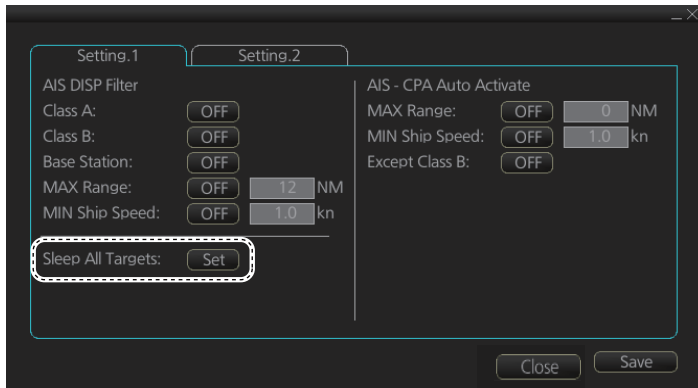 Setting.1
Setting.2
AIS DISP Filter
Class A: OFF
Class B: OFF
Base Station: OFF
MAX Range: OFF 12 NM
MIN Ship Speed: OFF 1.0 kn
Sleep All Targets: Set
AIS - CPA Auto Activate
MAX Range: OFF 0 NM
MIN Ship Speed: OFF 1.0 kn
Except Class B: OFF
Close
Save